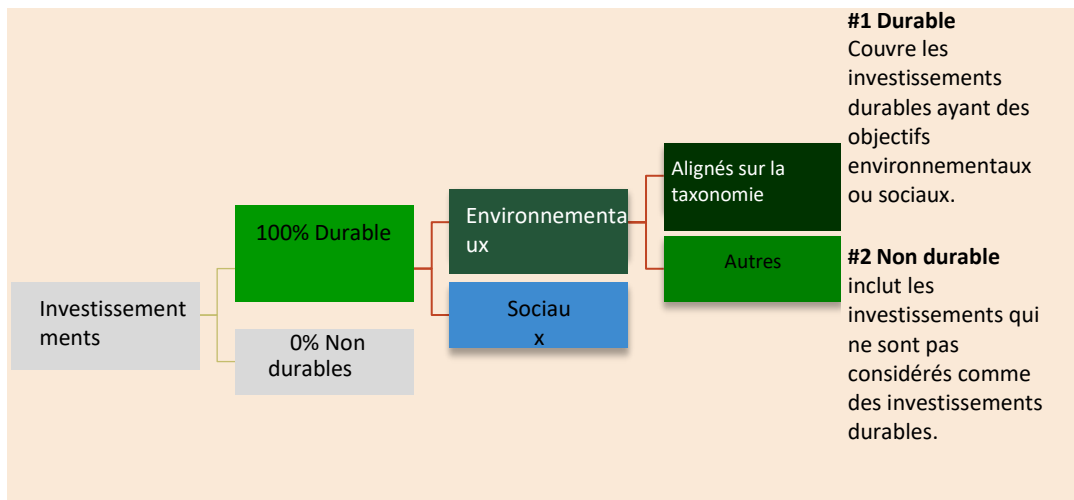 Investissement
ments
100% Durable
0% Non
durables
Environnementa
ux
Sociau
x
Alignés sur la
taxonomie
Autres
#1 Durable
Couvre les
investissements
durables ayant des
objectifs
environnementaux
ou sociaux.
#2 Non durable
inclut les
investissements qui
ne sont pas
considérés comme
des investissements
durables.